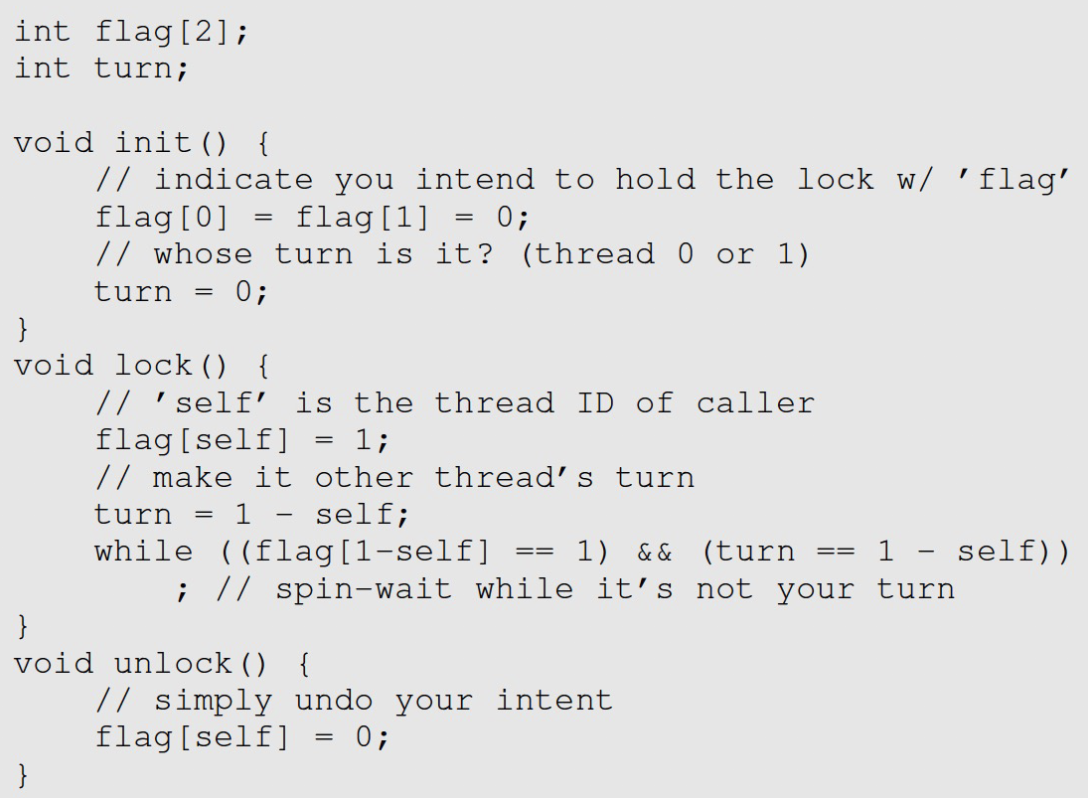 int flag[2];
int turn;
void init() {
// indicate you intend to hold the lock w/ ’flag’
flag[0] = flag[1] = 0;
// whose turn is it? (thread 0 or 1)
turn = 0;
}
void lock() {
// ’self’ is the thread ID of caller
flag[self] = 1;
// make it other thread’s turn
turn = 1 - self;
while ((flag[1-self] == 1) && (turn == 1 - self))
; // spin-wait while it’s not your turn
}
void unlock() {
// simply undo your intent
flag[self] = 0;
}